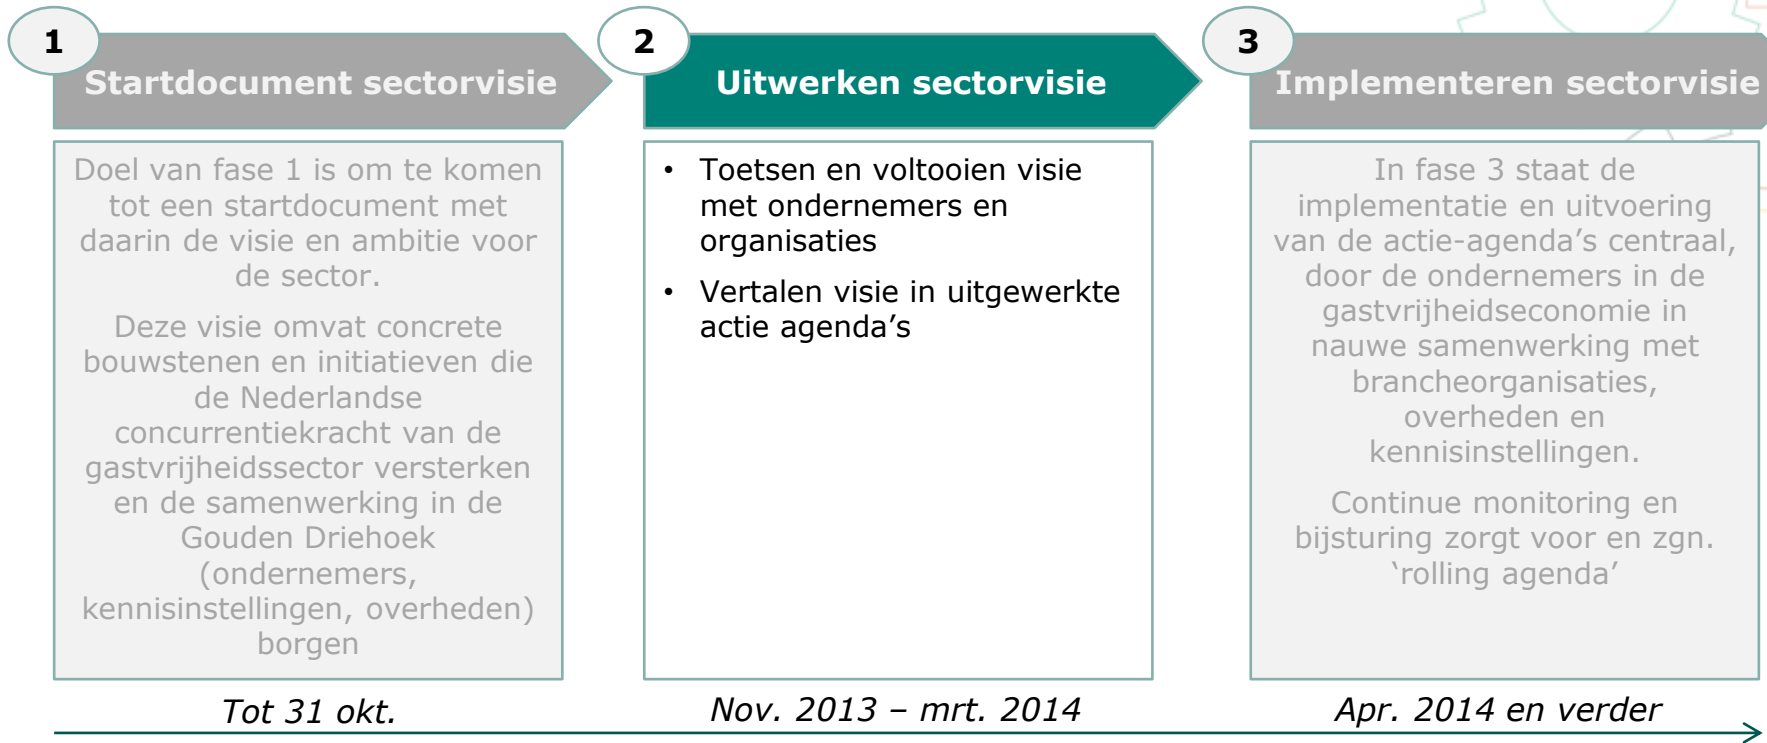 1
Startdocument sectorvisie
Doel van fase 1 is om te komen
tot een startdocument met
daarin de visie en ambitie voor
de sector.
Deze visie omvat concrete
bouwstenen en initiatieven die
de Nederlandse
concurrentiekracht van de
gastvrijheidssector versterken
en de samenwerking in de
Gouden Driehoek
(ondernemers,
kennisinstellingen, overheden)
borgen
Tot 31 okt.
2
Uitwerken sectorvisie
• Toetsen en voltooien visie
met ondernemers en
organisaties
• Vertalen visie in uitgewerkte
actie agenda’s
Nov. 2013 – mrt. 2014
3
Implementeren sectorvisie
In fase 3 staat de
implementatie en uitvoering
van de actie-agenda’s centraal,
door de ondernemers in de
gastvrijheidseconomie in
nauwe samenwerking met
brancheorganisaties,
overheden en
kennisinstellingen.
Continue monitoring en
bijsturing zorgt voor en zgn.
‘rolling agenda’
Apr. 2014 en verder